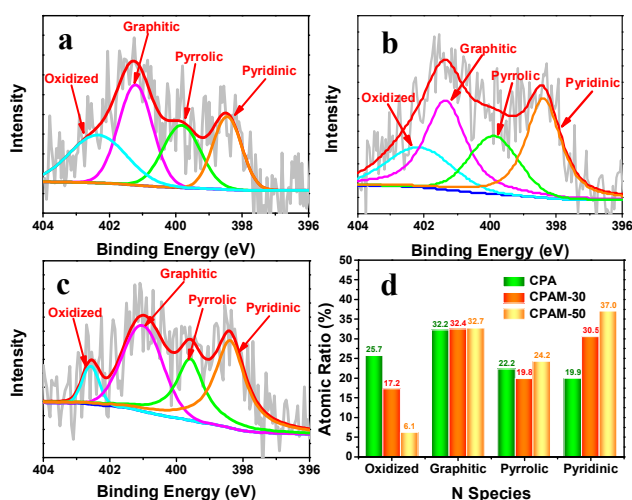 a
Graphitic
Oxidized
Pyrrolic
Pyridinic
Intensity
404 402 400 398 396
Binding Energy (eV)
b
Graphitic
Pyrrolic
Oxidized
Pyridinic
Intensity
404 402 400 398 396
Binding Energy (eV)
c
Graphitic
Oxidized
Pyrrolic
Pyridinic
Intensity
404 402 400 398 396
Binding Energy (eV)
d
CPA
CPAM-30
CPAM-50
Atomic Ratio (%)
50
45
40
35
30
25
20
15
10
5
0
25.7 17.2 6.1
32.2 32.4 32.7
22.2 19.8 24.2
19.9 30.5 37.0
Oxidized Graphitic Pyrrolic Pyridinic
N Species